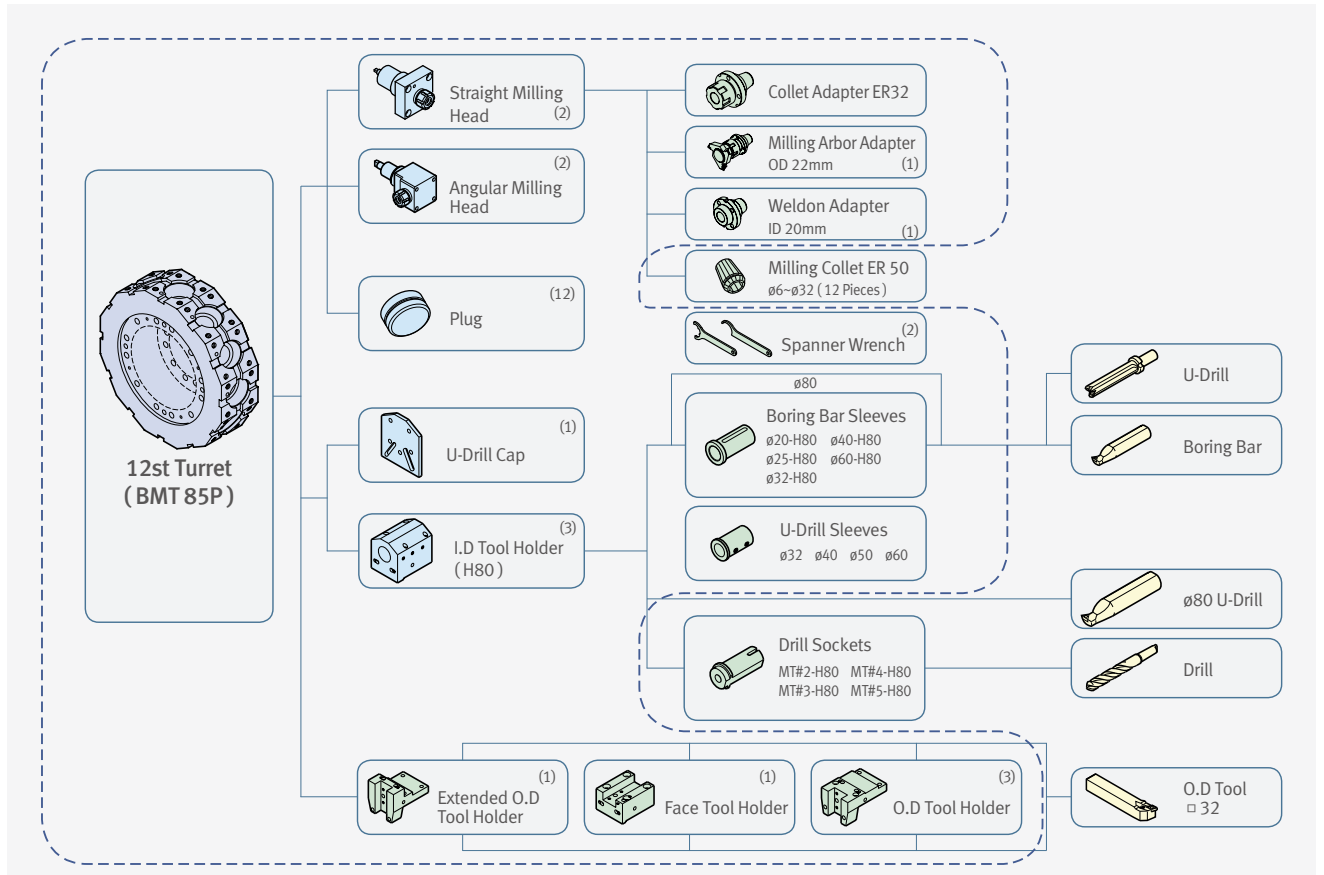 12st Turret
( BMT 85P )
Straight Milling
Head
(2)
(2)
Angular Milling
Head
(12)
Plug
(1)
U-Drill Cap
(3)
I.D Tool Holder
( H80 )
Collet Adapter ER32
Milling Arbor Adapter
OD 22mm (1)
Weldon Adapter
ID 20mm (1)
Milling Collet ER 50
ø6~ø32 ( 12 Pieces )
(2)
Spanner Wrench
ø80
Boring Bar Sleeves
ø20-H80 ø40-H80
ø25-H80 ø60-H80
ø32-H80
U-Drill Sleeves
ø32 ø40 ø50 ø60
Drill Sockets
MT#2-H80 MT#4-H80
MT#3-H80 MT#5-H80
U-Drill
Boring Bar
ø80 U-Drill
Drill
(1)
Extended O.D
Tool Holder
(1)
Face Tool Holder
(3)
O.D Tool Holder
O.D Tool
□ 32